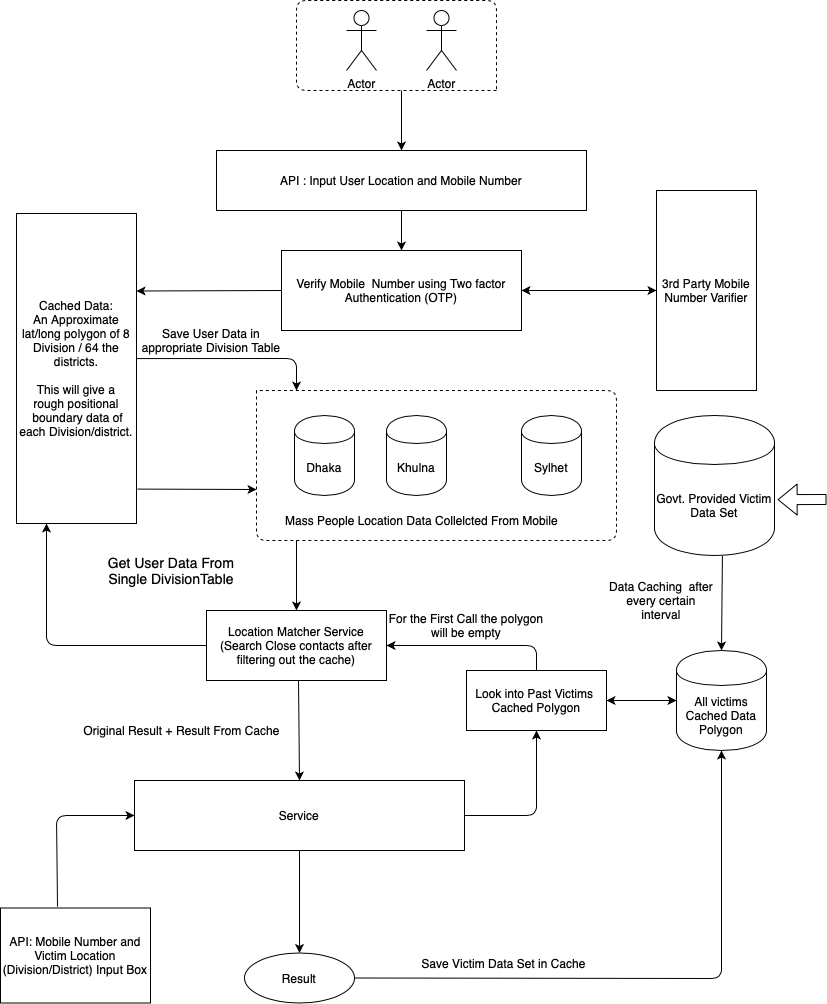 Actor
Actor
API : Input User Location and Mobile Number
Verify Mobile Number using Two factor
Authentication (OTP)
3rd Party Mobile
Number Varifier
Cached Data:
An Approximate
lat/long polygon of 8
Division / 64 the
districts.
This will give a
rough positional
boundary data of
each Division/district.
Save User Data in
appropriate Division Table
Dhaka
Khulna
Sylhet
Mass People Location Data Collelcted From Mobile
Govt. Provided Victim
Data Set
Get User Data From
Single DivisionTable
Data Caching after
every certain
interval
Location Matcher Service
(Search Close contacts after
filtering out the cache)
For the First Call the polygon
will be empty
Look into Past Victims
Cached Polygon
All victims
Cached Data
Polygon
Original Result + Result From Cache
Service
API: Mobile Number and
Victim Location
(Division/District) Input Box
Result
Save Victim Data Set in Cache